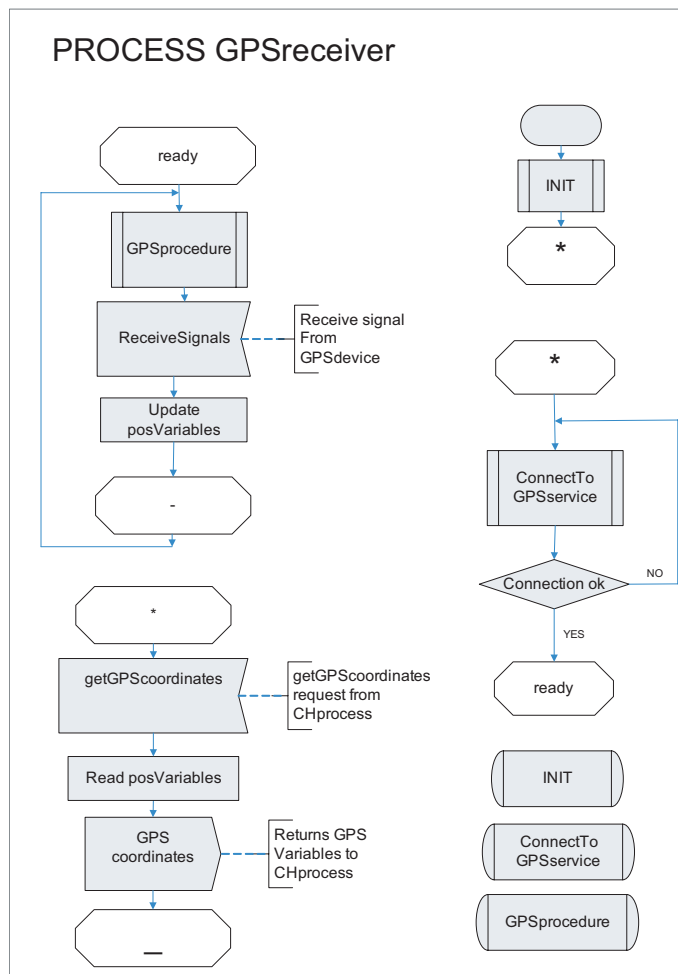 PROCESS GPSreceiver
ready
GPSprocedure
ReceiveSignals
Receive signal
From
GPSdevice
Update
posVariables
-
*
getGPScoordinates
getGPScoordinates
request from
CHprocess
Read posVariables
GPS
coordinates
Returns GPS
Variables to
CHprocess
_
INIT
*
*
ConnectTo
GPSservice
Connection ok
NO
YES
ready
INIT
ConnectTo
GPSservice
GPSprocedure